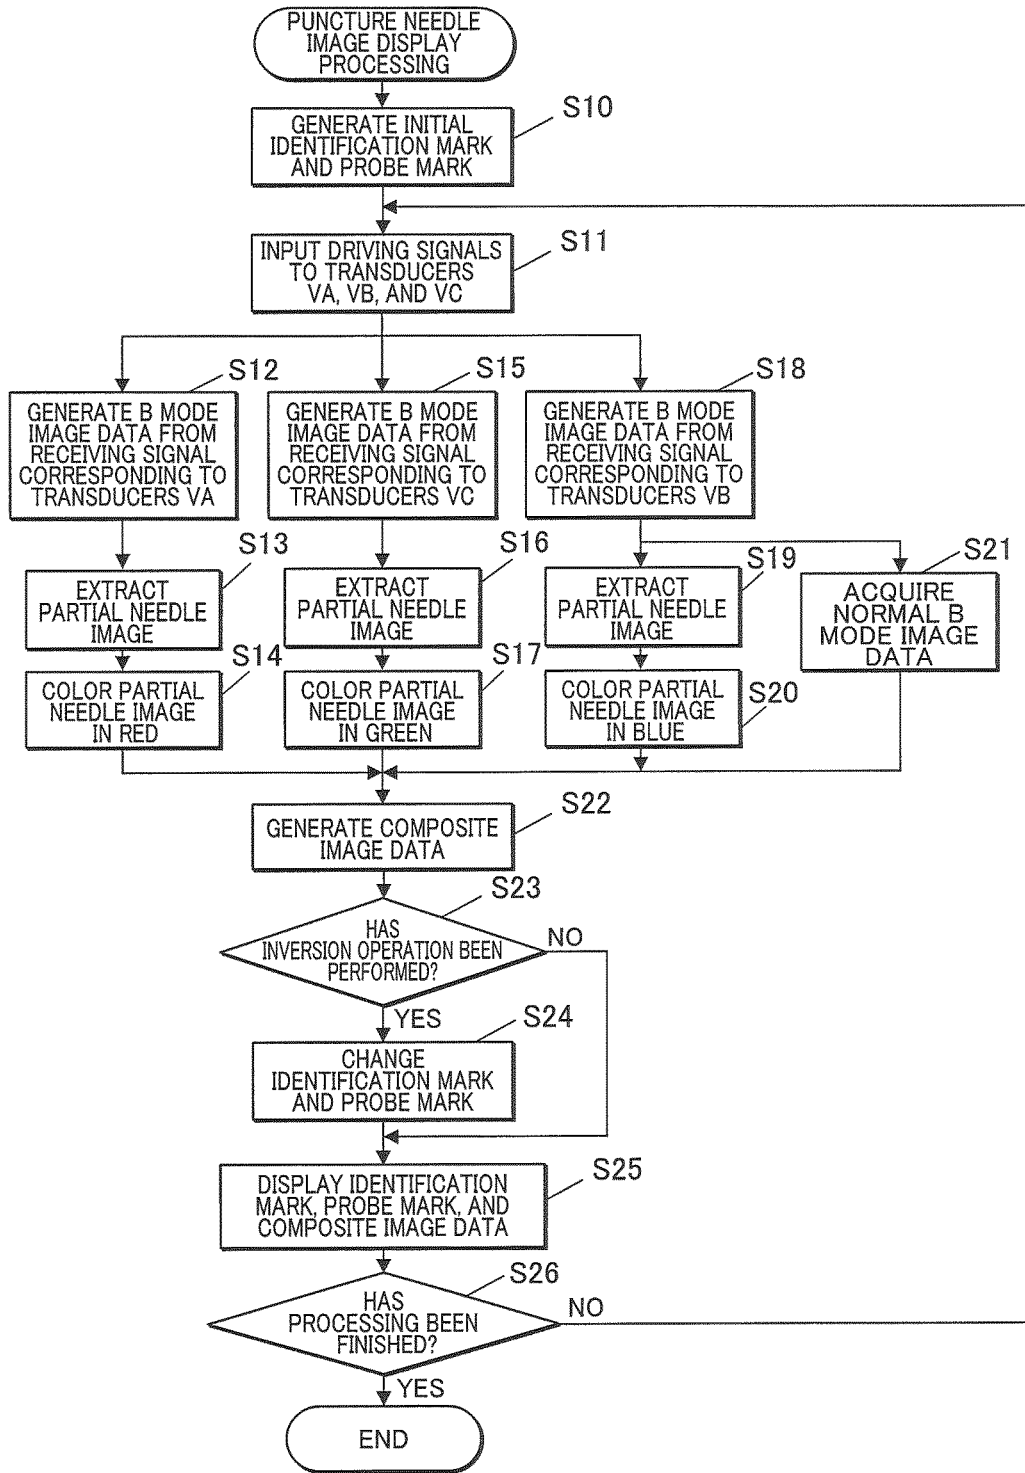 PUNCTURE NEEDLE
IMAGE DISPLAY
PROCESSING
S10
GENERATE INITIAL
IDENTIFICATION MARK
AND PROBE MARK
S11
INPUT DRIVING SIGNALS
TO TRANSDUCERS
VA, VB, AND VC
S12
GENERATE B MODE
IMAGE DATA FROM
RECEIVING SIGNAL
CORRESPONDING TO
TRANSDUCERS VA
S15
GENERATE B MODE
IMAGE DATA FROM
RECEIVING SIGNAL
CORRESPONDING TO
TRANSDUCERS VC
S18
GENERATE B MODE
IMAGE DATA FROM
RECEIVING SIGNAL
CORRESPONDING TO
TRANSDUCERS VB
S13
EXTRACT
PARTIAL NEEDLE
IMAGE
S16
EXTRACT
PARTIAL NEEDLE
IMAGE
S19
EXTRACT
PARTIAL NEEDLE
IMAGE
S21
ACQUIRE
NORMAL B
MODE IMAGE
DATA
S14
COLOR PARTIAL
NEEDLE IMAGE
IN RED
S17
COLOR PARTIAL
NEEDLE IMAGE
IN GREEN
S20
COLOR PARTIAL
NEEDLE IMAGE
IN BLUE
S22
GENERATE COMPOSITE
IMAGE DATA
S23
HAS
INVERSION OPERATION BEEN
PERFORMED?
NO
YES
S24
CHANGE
IDENTIFICATION MARK
AND PROBE MARK
S25
DISPLAY IDENTIFICATION
MARK, PROBE MARK, AND
COMPOSITE IMAGE DATA
S26
HAS
PROCESSING BEEN
FINISHED?
NO
YES
END